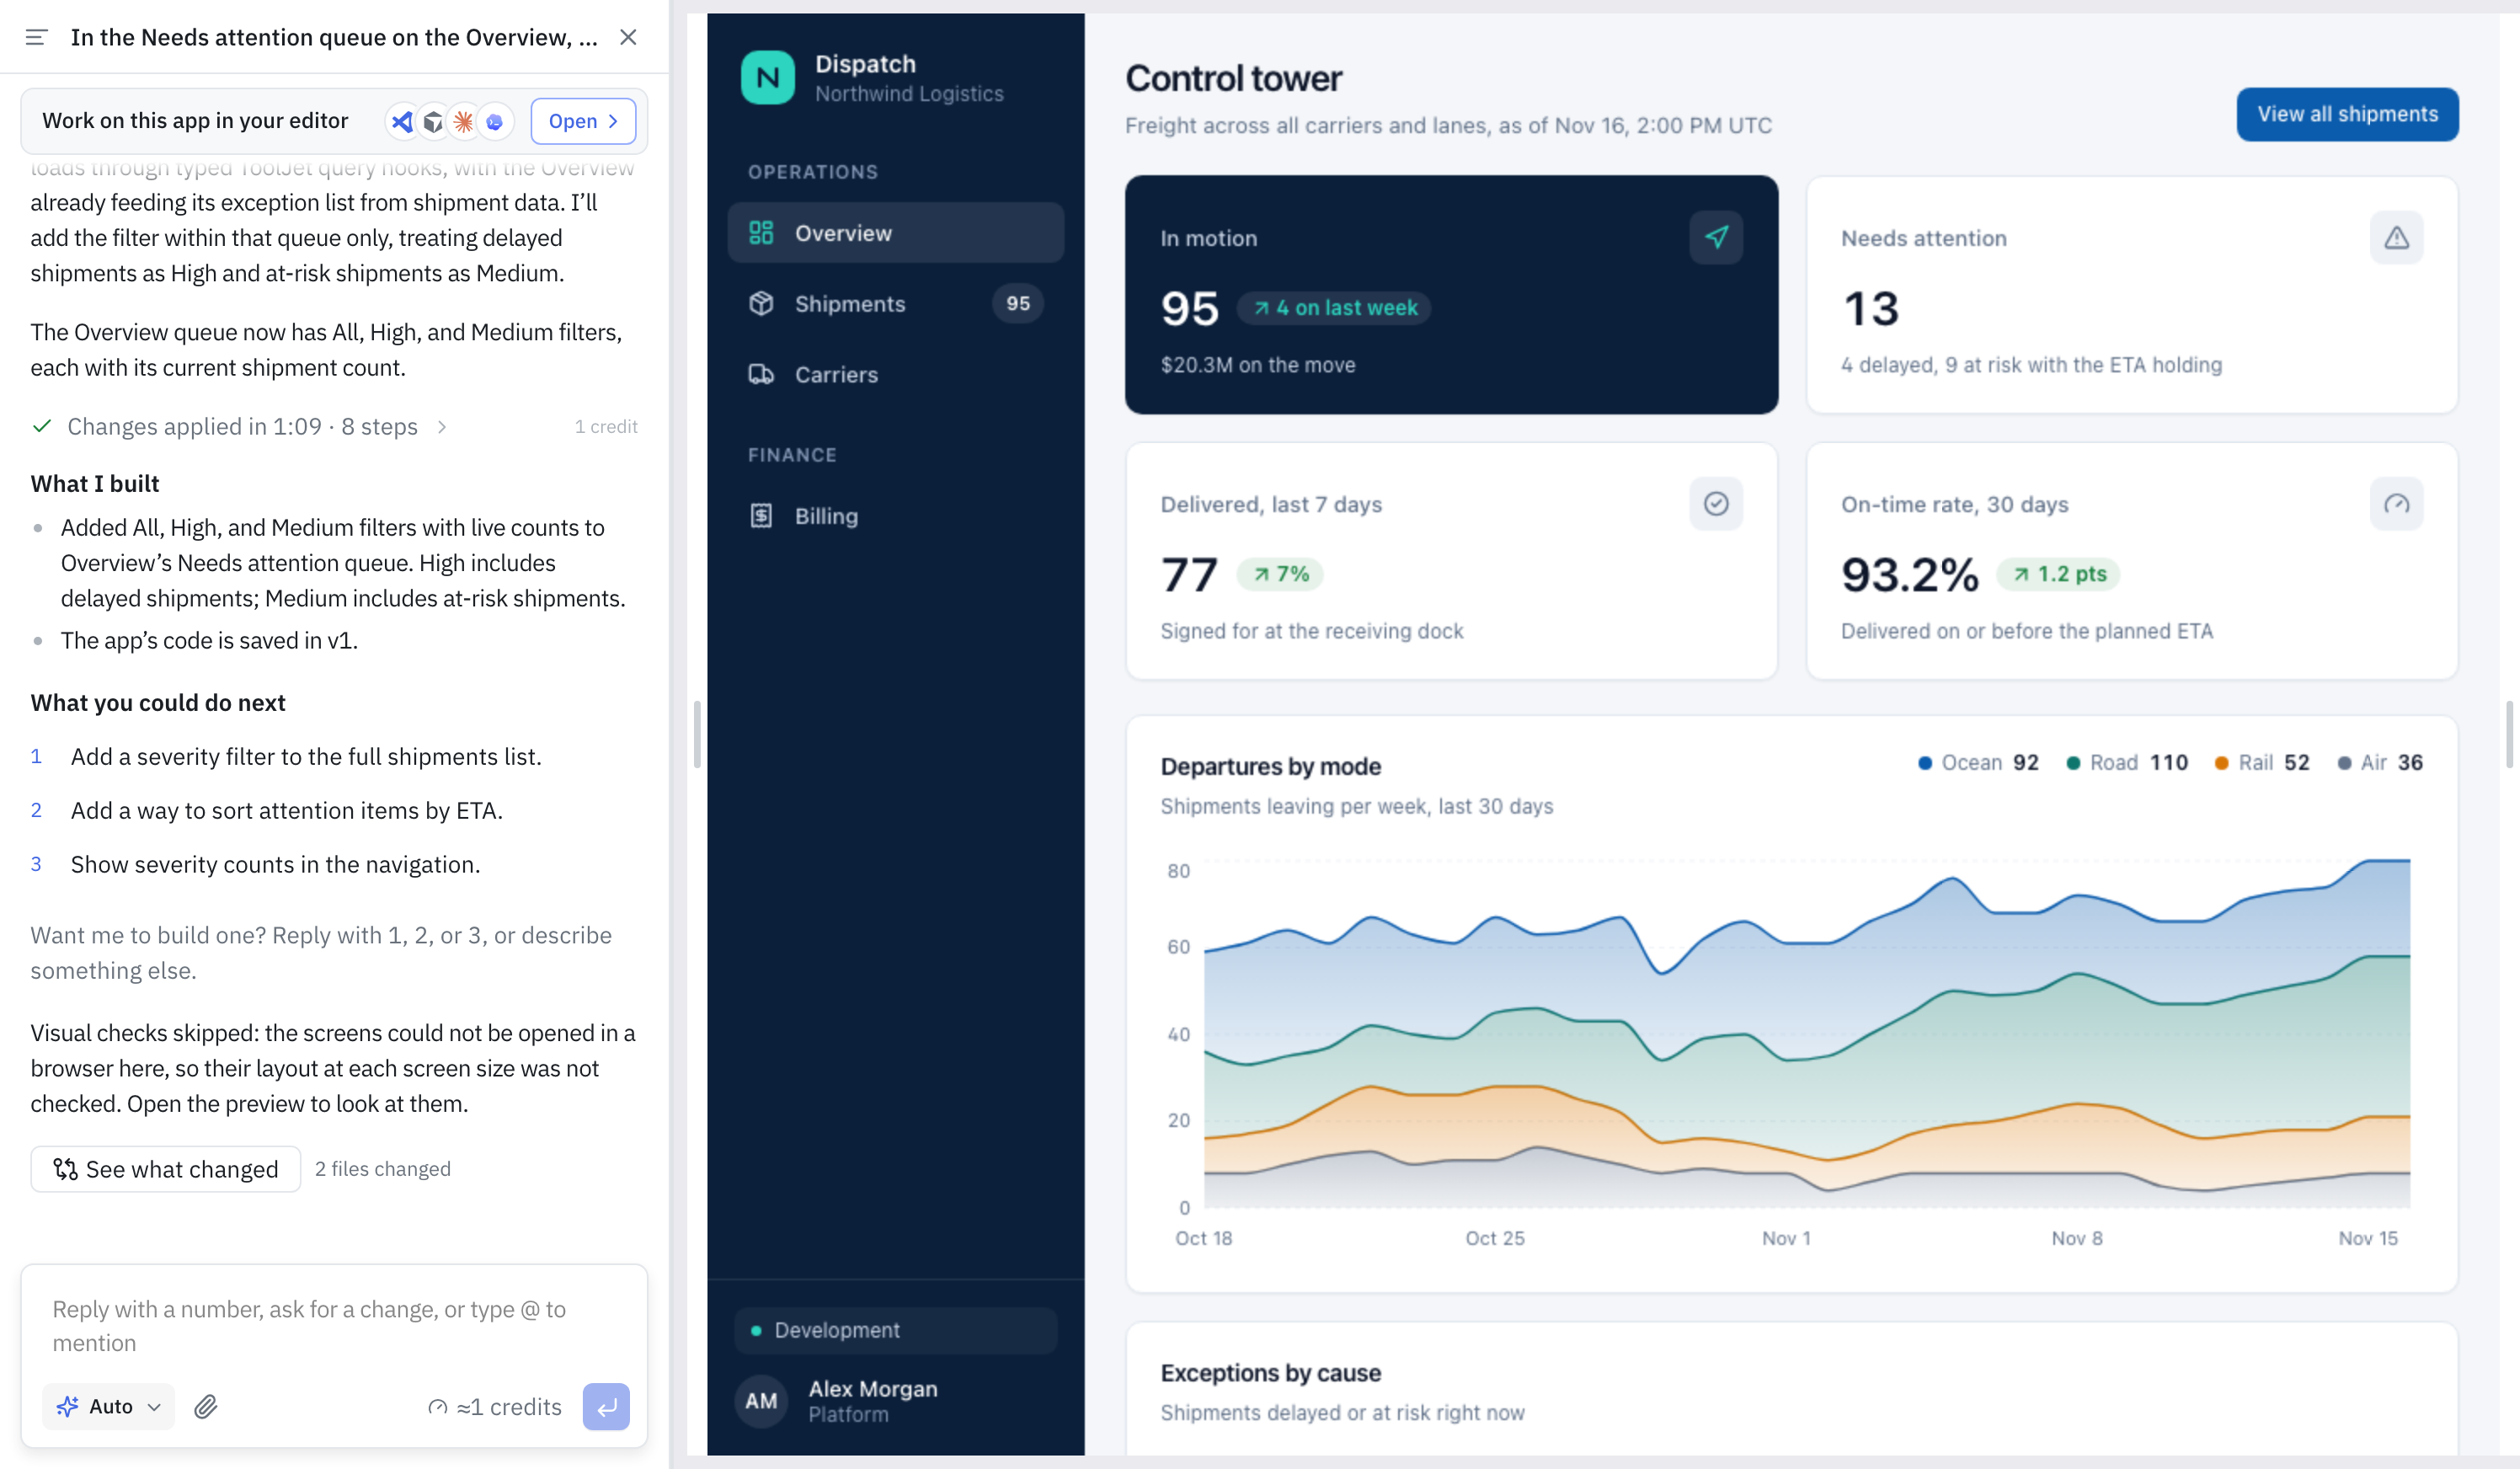 In the Needs attention queue on the Overview, ...
Work on this app in your editor
Open
loads through typed ToolJet query hooks, with the Overview
already feeding its exception list from shipment data. I’ll
add the filter within that queue only, treating delayed
shipments as High and at-risk shipments as Medium.
The Overview queue now has All, High, and Medium filters,
each with its current shipment count.
Changes applied in 1:09 · 8 steps
1 credit
What I built
Added All, High, and Medium filters with live counts to
Overview’s Needs attention queue. High includes
delayed shipments; Medium includes at-risk shipments.
The app’s code is saved in v1.
What you could do next
1 Add a severity filter to the full shipments list.
2 Add a way to sort attention items by ETA.
3 Show severity counts in the navigation.
Want me to build one? Reply with 1, 2, or 3, or describe
something else.
Visual checks skipped: the screens could not be opened in a
browser here, so their layout at each screen size was not
checked. Open the preview to look at them.
See what changed
2 files changed
Reply with a number, ask for a change, or type @ to
mention
Auto
≈1 credits
N
Dispatch
Northwind Logistics
OPERATIONS
Overview
Shipments 95
Carriers
FINANCE
Billing
Development
AM
Alex Morgan
Platform
Control tower
Freight across all carriers and lanes, as of Nov 16, 2:00 PM UTC
View all shipments
In motion
95 4 on last week
$20.3M on the move
Needs attention
13
4 delayed, 9 at risk with the ETA holding
Delivered, last 7 days
77 7%
Signed for at the receiving dock
On-time rate, 30 days
93.2% 1.2 pts
Delivered on or before the planned ETA
Departures by mode
Shipments leaving per week, last 30 days
Ocean 92 Road 110 Rail 52 Air 36
80
60
40
20
0
Oct 18 Oct 25 Nov 1 Nov 8 Nov 15
Exceptions by cause
Shipments delayed or at risk right now